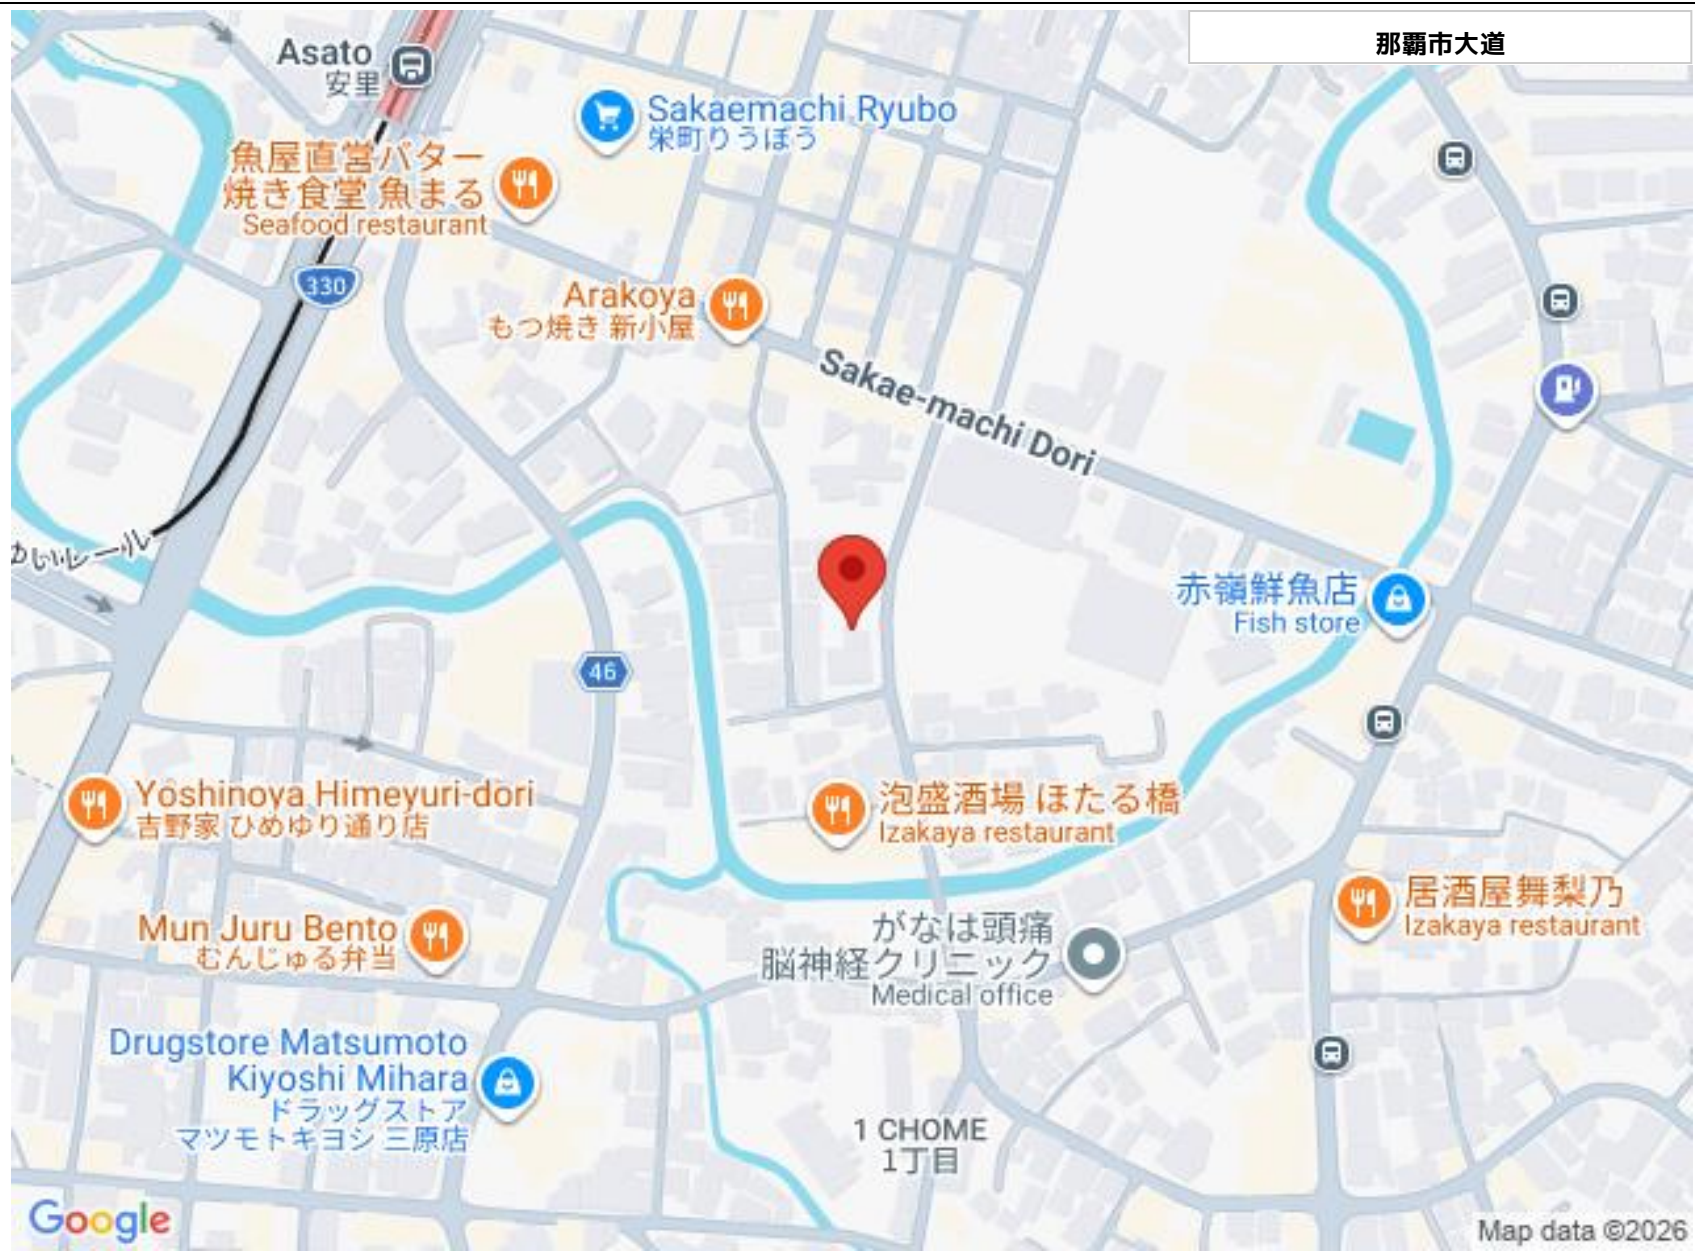 那覇市大道
Asato
安里
Sakaemachi Ryubo
栄町りうぼう
魚屋直営バター
焼き食堂 魚まる
Seafood restaurant
330
Arakoya
もつ焼き 新小屋
Sakae-machi Dori
ゆいレール
赤嶺鮮魚店
Fish store
46
Yoshinoya Himeyuri-dori
吉野家 ひめゆり通り店
泡盛酒場 ほたる橋
Izakaya restaurant
居酒屋舞梨乃
Izakaya restaurant
Mun Juru Bento
むんじゅる弁当
がなは頭痛
脳神経クリニック
Medical office
Drugstore Matsumoto
Kiyoshi Mihara
ドラッグストア
マツモトキヨシ 三原店
1 CHOME
1丁目
Google
Map data ©2026